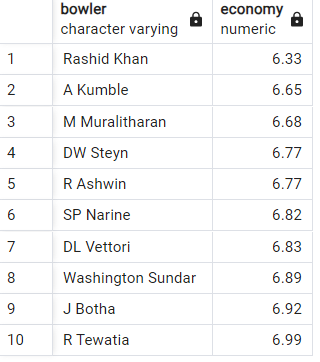 bowler economy
character varying numeric
1 Rashid Khan 6.33
2 A Kumble 6.65
3 M Muralitharan 6.68
4 DW Steyn 6.77
5 R Ashwin 6.77
6 SP Narine 6.82
7 DL Vettori 6.83
8 Washington Sundar 6.89
9 J Botha 6.92
10 R Tewatia 6.99